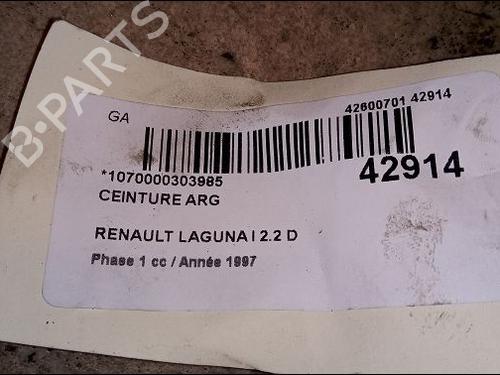 B-PARTS
GA
42600701 42914
42914
*1070000303985
CEINTURE ARG
RENAULT LAGUNA I 2.2 D
Phase 1 cc / Année 1997